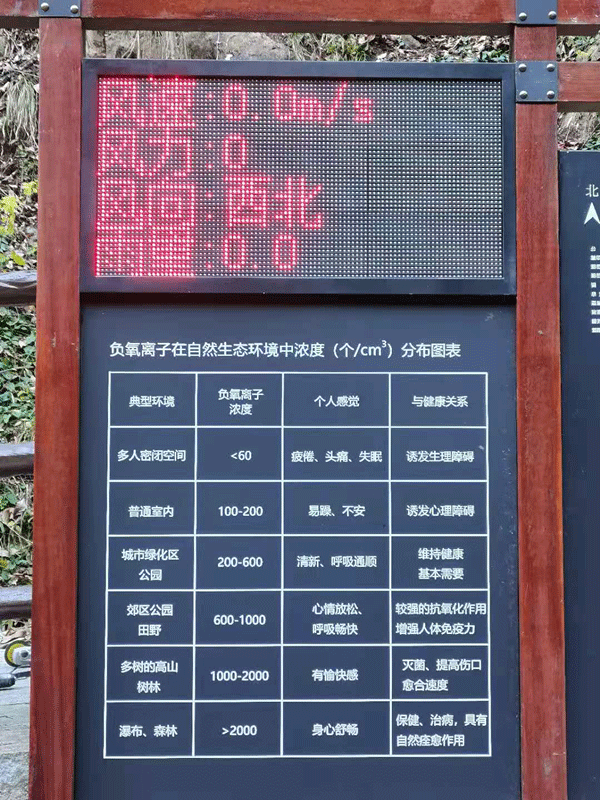 风速:0.0m/s
风力:0
风向:西北
雨量:0.0
北
负氧离子在自然生态环境中浓度（个/cm³）分布图表
典型环境 负氧离子浓度 个人感觉 与健康关系
多人密闭空间 <60 疲倦、头痛、失眠 诱发生理障碍
普通室内 100-200 易躁、不安 诱发心理障碍
城市绿化区公园 200-600 清新、呼吸通顺 维持健康基本需要
郊区公园田野 600-1000 心情放松、呼吸畅快 较强的抗氧化作用增强人体免疫力
多树的高山树林 1000-2000 有愉快感 灭菌、提高伤口愈合速度
瀑布、森林 >2000 身心舒畅 保健、治病，具有自然痊愈作用